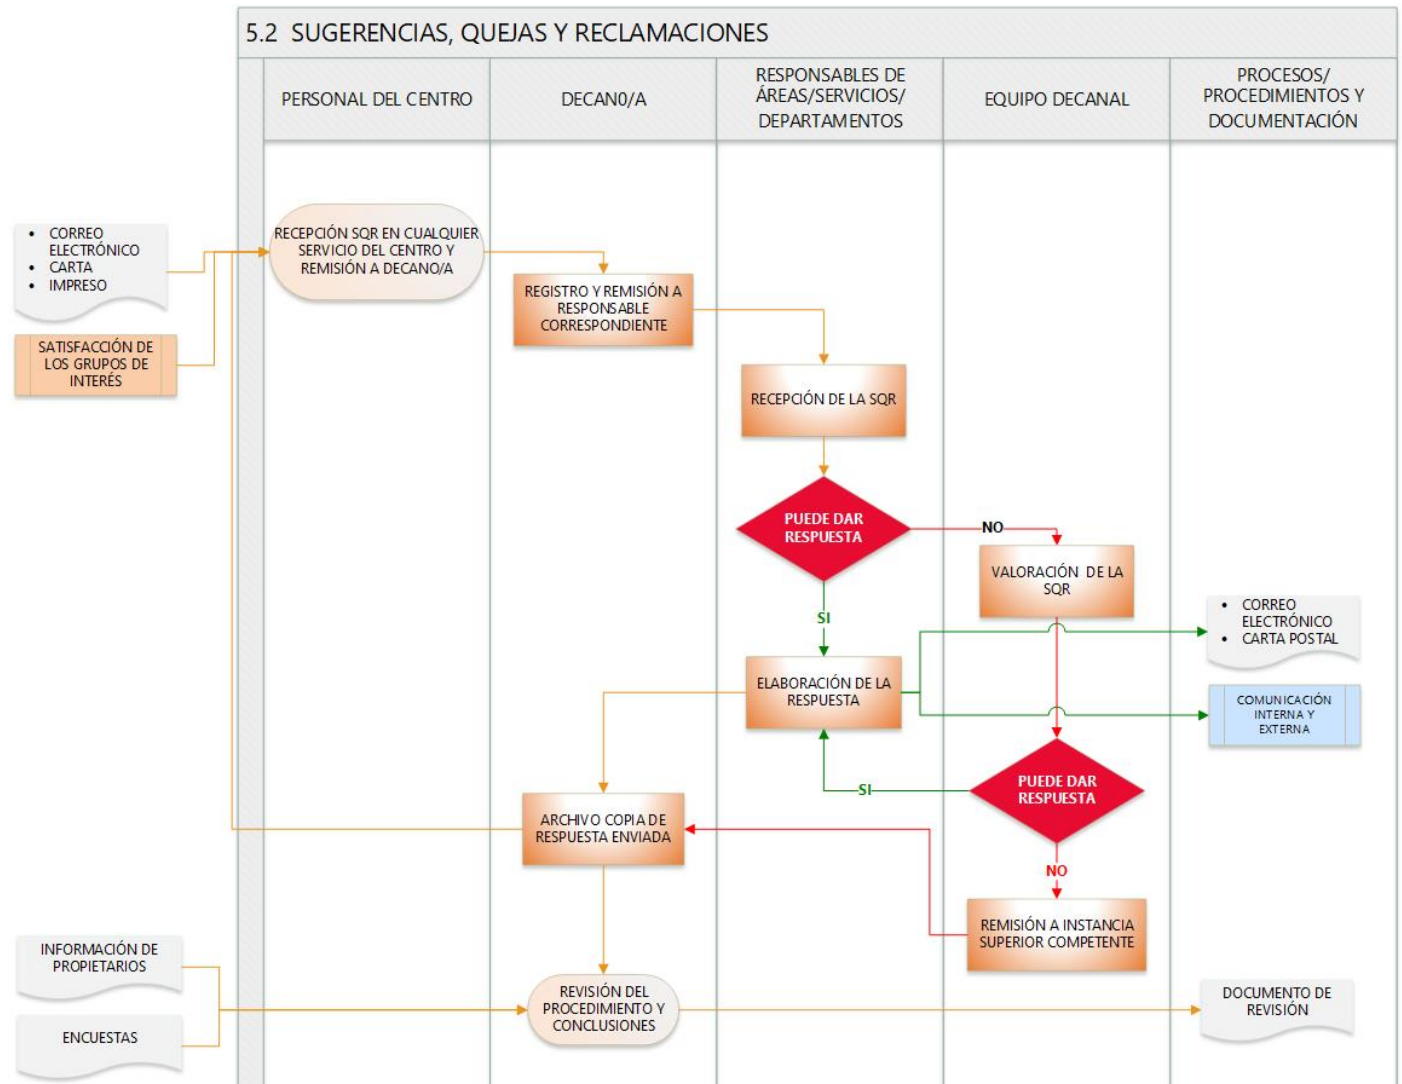 5.2 SUGERENCIAS, QUEJAS Y RECLAMACIONES
PERSONAL DEL CENTRO
DECAN0/A
RESPONSABLES DE
ÁREAS/SERVICIOS/
DEPARTAMENTOS
EQUIPO DECANAL
PROCESOS/
PROCEDIMIENTOS Y
DOCUMENTACIÓN
• CORREO
ELECTRÓNICO
• CARTA
• IMPRESO
RECEPCIÓN SQR EN CUALQUIER
SERVICIO DEL CENTRO Y
REMISIÓN A DECANO/A
REGISTRO Y REMISIÓN A
RESPONSABLE
CORRESPONDIENTE
SATISFACCIÓN DE
LOS GRUPOS DE
INTERÉS
RECEPCIÓN DE LA SQR
PUEDE DAR
RESPUESTA
NO
VALORACIÓN DE LA
SQR
SI
• CORREO
ELECTRÓNICO
• CARTA POSTAL
ELABORACIÓN DE LA
RESPUESTA
COMUNICACIÓN
INTERNA Y
EXTERNA
PUEDE DAR
RESPUESTA
SI
ARCHIVO COPIA DE
RESPUESTA ENVIADA
NO
REMISIÓN A INSTANCIA
SUPERIOR COMPETENTE
INFORMACIÓN DE
PROPIETARIOS
REVISIÓN DEL
PROCEDIMIENTO Y
CONCLUSIONES
DOCUMENTO DE
REVISIÓN
ENCUESTAS